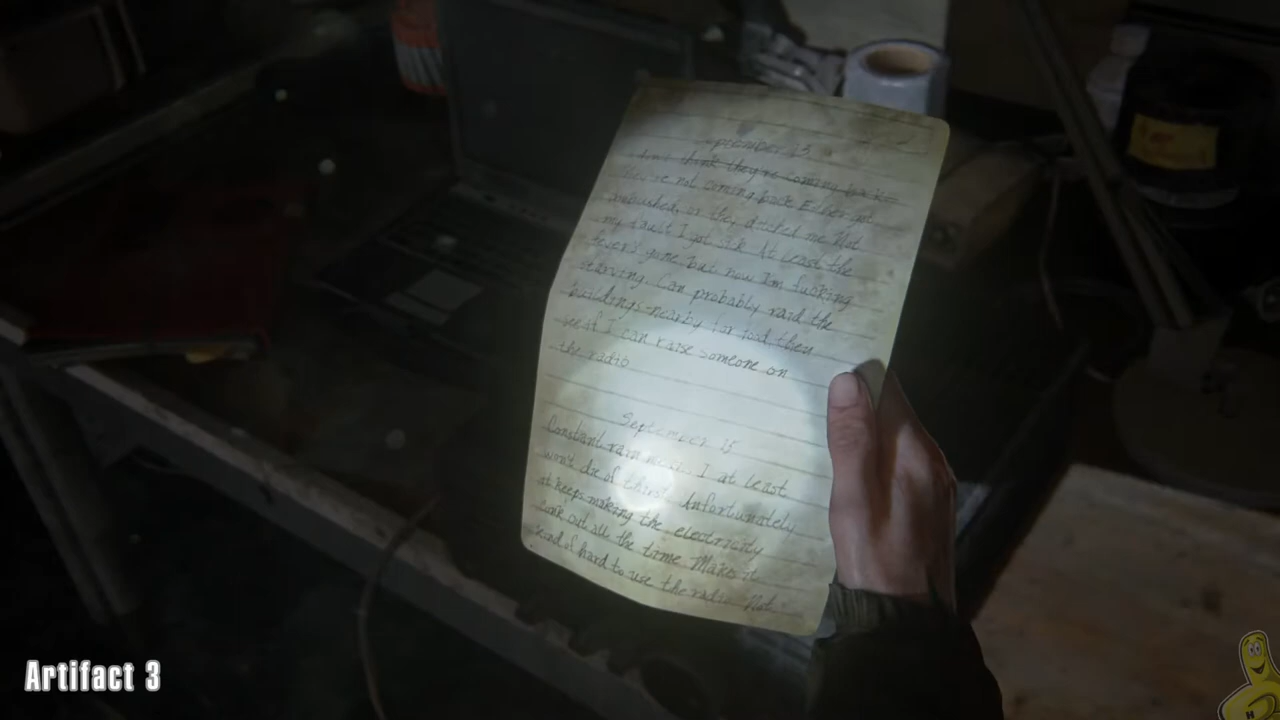 September 13
I don't think they're coming back
They're not coming back. Either got
ambushed, or they ditched me. Not
my fault I got sick. At least the
fever's gone but now I'm fucking
starving. Can probably raid the
buildings nearby for food then
see if I can raise someone on
the radio
September 15
Constant rain means I at least
won't die of thirst. Unfortunately
it keeps making the electricity
conk out all the time. Makes it
kind of hard to use the radio. Not
Artifact 3
H